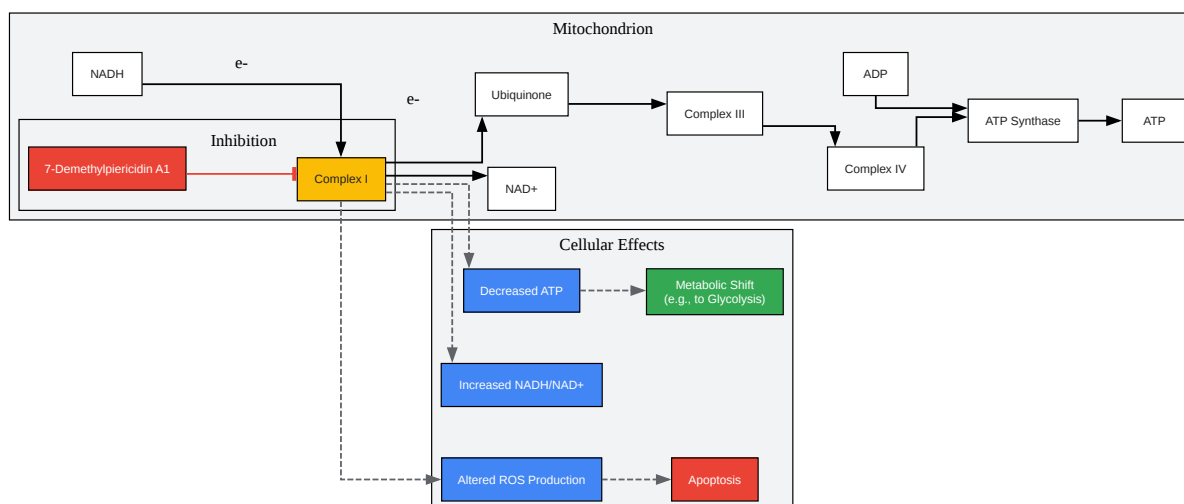 Mitochondrion
NADH
e-
ADP
e-
Ubiquinone
Complex III
ATP Synthase
ATP
Inhibition
7-Demethylpiericidin A1
Complex I
Complex IV
NAD+
Cellular Effects
Decreased ATP
Metabolic Shift
(e.g., to Glycolysis)
Increased NADH/NAD+
Altered ROS Production
Apoptosis